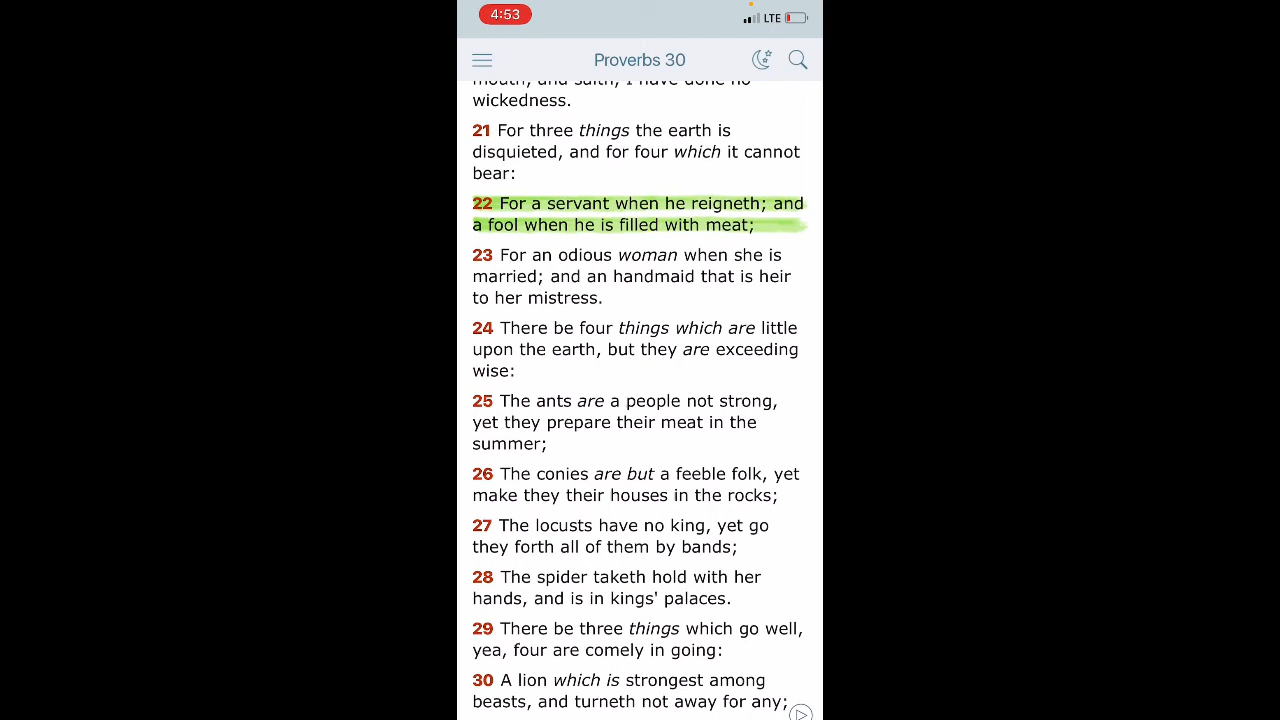 4:53
LTE
Proverbs 30
mouth, and saith, I have done no
wickedness.
21 For three things the earth is
disquieted, and for four which it cannot
bear:
22 For a servant when he reigneth; and
a fool when he is filled with meat;
23 For an odious woman when she is
married; and an handmaid that is heir
to her mistress.
24 There be four things which are little
upon the earth, but they are exceeding
wise:
25 The ants are a people not strong,
yet they prepare their meat in the
summer;
26 The conies are but a feeble folk, yet
make they their houses in the rocks;
27 The locusts have no king, yet go
they forth all of them by bands;
28 The spider taketh hold with her
hands, and is in kings' palaces.
29 There be three things which go well,
yea, four are comely in going:
30 A lion which is strongest among
beasts, and turneth not away for any;